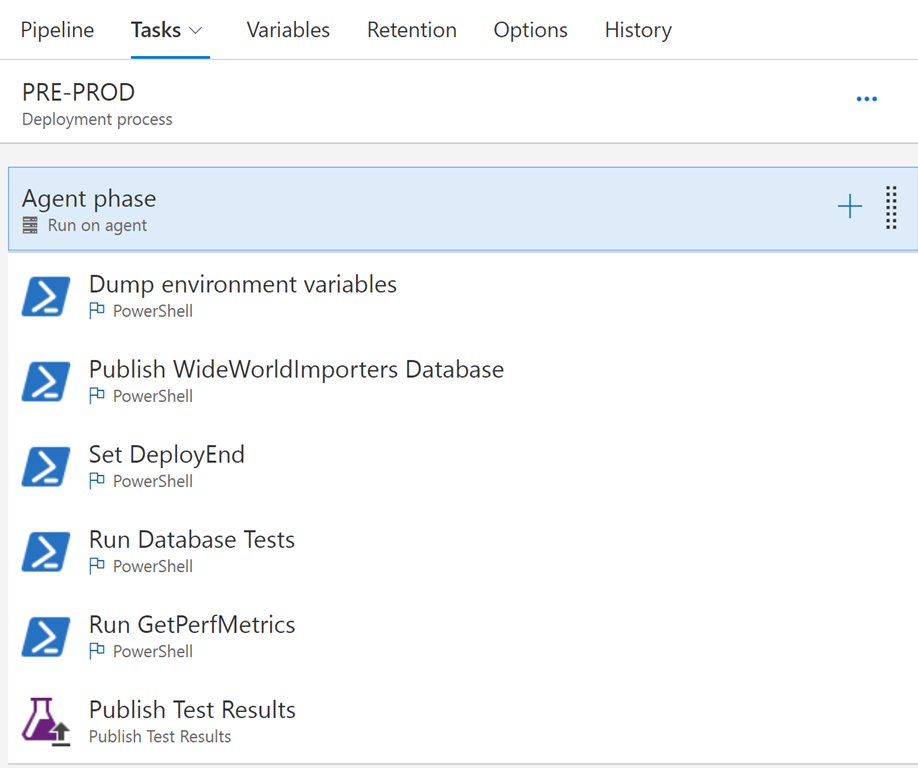 Pipeline Tasks Variables Retention Options History
PRE-PROD
Deployment process
Agent phase
Run on agent
Dump environment variables
PowerShell
Publish WideWorldImporters Database
PowerShell
Set DeployEnd
PowerShell
Run Database Tests
PowerShell
Run GetPerfMetrics
PowerShell
Publish Test Results
Publish Test Results